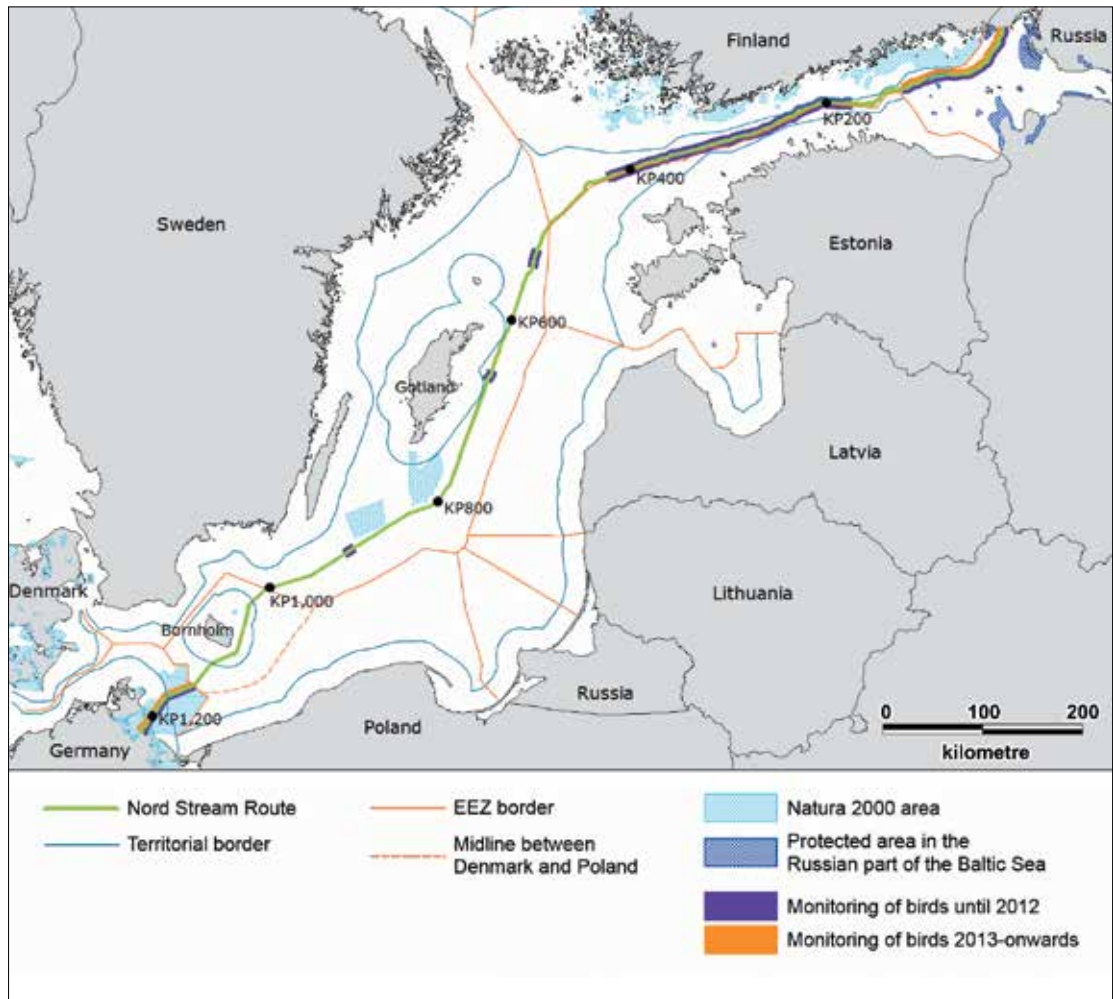 Finland
Russia
KP200
KP400
Sweden
Estonia
KP600
Gotland
Latvia
KP800
Denmark
KP1,000
Lithuania
Bornholm
Russia
KP1,200
Poland
Germany
0 100 200
kilometre
Nord Stream Route
Territorial border
EEZ border
Midline between
Denmark and Poland
Natura 2000 area
Protected area in the
Russian part of the Baltic Sea
Monitoring of birds until 2012
Monitoring of birds 2013-onwards